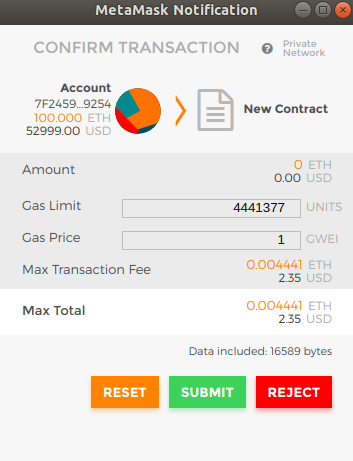 MetaMask Notification
CONFIRM TRANSACTION
? Private
Network
Account
7F2459...9254
100.000 ETH
52999.00 USD
New Contract
Amount
0 ETH
0.00 USD
Gas Limit
4441377 UNITS
Gas Price
1 GWEI
Max Transaction Fee
0.004441 ETH
2.35 USD
Max Total
0.004441 ETH
2.35 USD
Data included: 16589 bytes
RESET SUBMIT REJECT